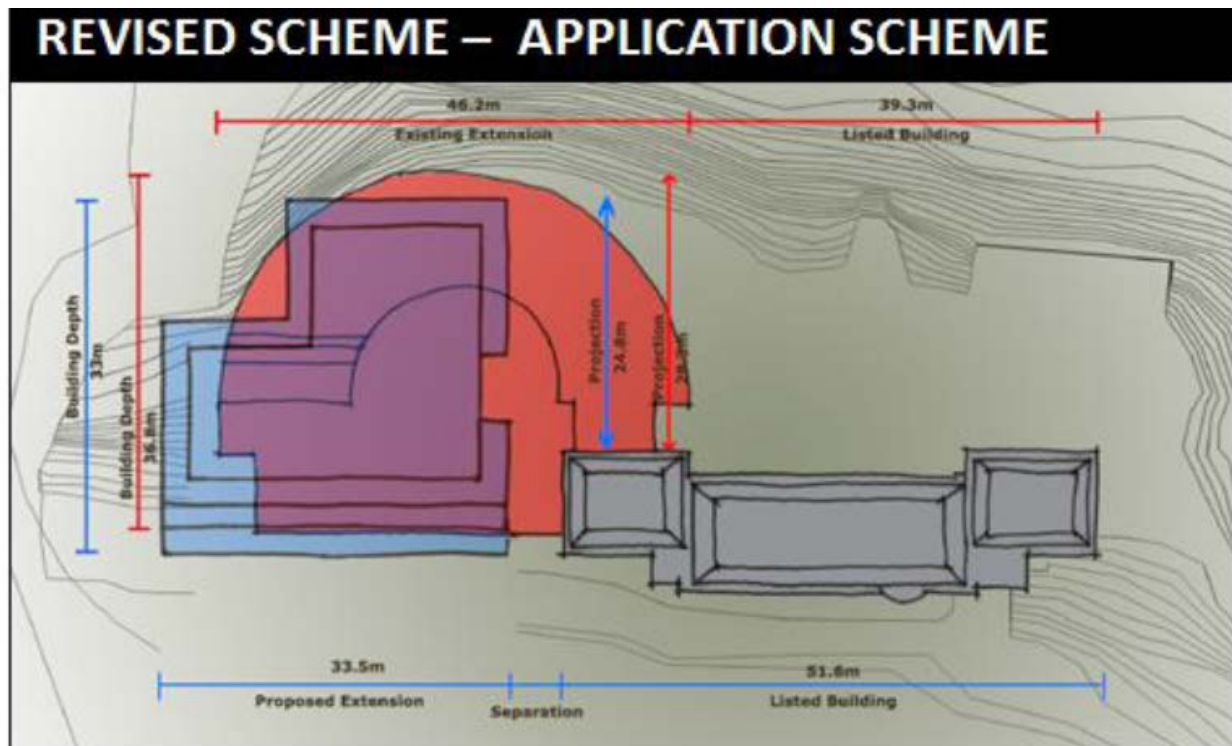 REVISED SCHEME – APPLICATION SCHEME
46.2m
39.3m
Existing Extension
Listed Building
Building Depth
33m
Building Depth
36.8m
Projection
24.8m
Projection
33.5m
51.6m
Proposed Extension
Separation
Listed Building